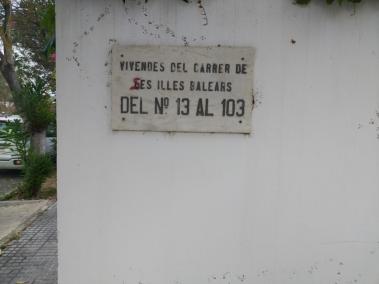 VIVENDES DEL CARRER DE
SES ILLES BALEARS
DEL Nº 13 AL 103